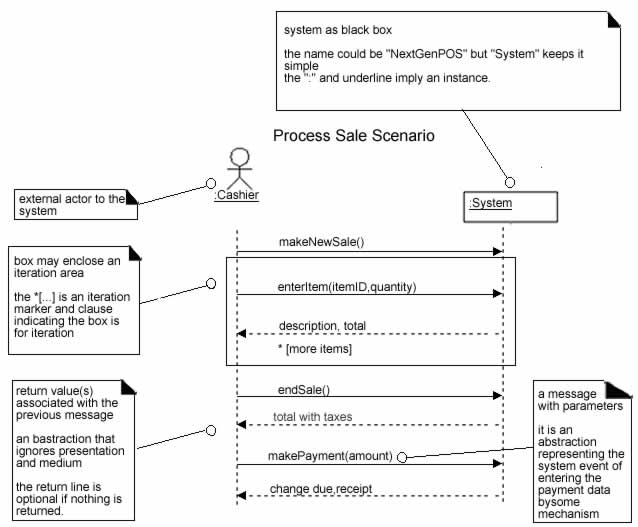 system as black box
the name could be "NextGenPOS" but "System" keeps it
simple
the ":" and underline imply an instance.
Process Sale Scenario
external actor to the
system
:Cashier
:System
makeNewSale()
box may enclose an
iteration area
the *[...] is an iteration
marker and clause
indicating the box is
for iteration
enterItem(itemID,quantity)
description, total
* [more items]
return value(s)
associated with the
previous message
an bastraction that
ignores presentation
and medium
the return line is
optional if nothing is
returned.
endSale()
total with taxes
makePayment(amount)
change due,receipt
a message
with parameters
it is an
abstraction
representing the
system event of
entering the
payment data
bysome
mechanism